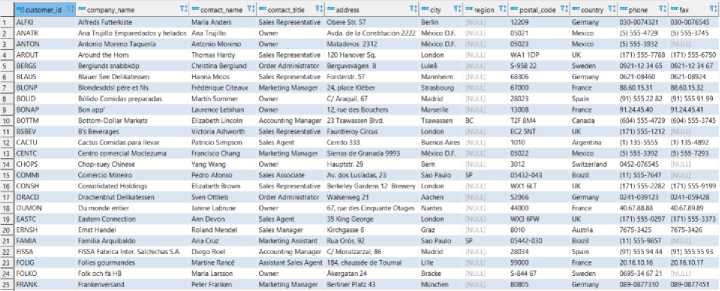 customer_id company_name contact_name contact_title address city region postal_code country phone fax
1 ALFKI Alfreds Futterkiste Maria Anders Sales Representative Obere Str. 57 Berlin [NULL] 12209 Germany 030-0074321 030-0076545
2 ANATR Ana Trujillo Emparedados y helados Ana Trujillo Owner Avda. de la Constitución 2222 México D.F. [NULL] 05021 Mexico (5) 555-4729 (5) 555-3745
3 ANTON Antonio Moreno Taquería Antonio Moreno Owner Mataderos 2312 México D.F. [NULL] 05023 Mexico (5) 555-3932 [NULL]
4 AROUT Around the Horn Thomas Hardy Sales Representative 120 Hanover Sq. London [NULL] WA1 1DP UK (171) 555-7788 (171) 555-6750
5 BERGS Berglunds snabbköp Christina Berglund Order Administrator Berguvsvägen 8 Luleå [NULL] S-958 22 Sweden 0921-12 34 65 0921-12 34 67
6 BLAUS Blauer See Delikatessen Hanna Moos Sales Representative Forsterstr. 57 Mannheim [NULL] 68306 Germany 0621-08460 0621-08924
7 BLONP Blondesddsl père et fils Frédérique Citeaux Marketing Manager 24, place Kléber Strasbourg [NULL] 67000 France 88.60.15.31 88.60.15.32
8 BOLID Bólido Comidas preparadas Martín Sommer Owner C/ Araquil, 67 Madrid [NULL] 28023 Spain (91) 555 22 82 (91) 555 91 99
9 BONAP Bon app' Laurence Lebihan Owner 12, rue des Bouchers Marseille [NULL] 13008 France 91.24.45.40 91.24.45.41
10 BOTTM Bottom-Dollar Markets Elizabeth Lincoln Accounting Manager 23 Tsawassen Blvd. Tsawassen BC T2F 8M4 Canada (604) 555-4729 (604) 555-3745
11 BSBEV B's Beverages Victoria Ashworth Sales Representative Fauntleroy Circus London [NULL] EC2 5NT UK (171) 555-1212 [NULL]
12 CACTU Cactus Comidas para llevar Patricio Simpson Sales Agent Cerrito 333 Buenos Aires [NULL] 1010 Argentina (1) 135-5555 (1) 135-4892
13 CENTC Centro comercial Moctezuma Francisco Chang Marketing Manager Sierras de Granada 9993 México D.F. [NULL] 05022 Mexico (5) 555-3392 (5) 555-7293
14 CHOPS Chop-suey Chinese Yang Wang Owner Hauptstr. 29 Bern [NULL] 3012 Switzerland 0452-076545 [NULL]
15 COMMI Comércio Mineiro Pedro Afonso Sales Associate Av. dos Lusíadas, 23 Sao Paulo SP 05432-043 Brazil (11) 555-7647 [NULL]
16 CONSH Consolidated Holdings Elizabeth Brown Sales Representative Berkeley Gardens 12 Brewery London [NULL] WX1 6LT UK (171) 555-2282 (171) 555-9199
17 DRACD Drachenblut Delikatessen Sven Ottlieb Order Administrator Walserweg 21 Aachen [NULL] 52066 Germany 0241-039123 0241-059428
18 DUMON Du monde entier Janine Labrune Owner 67, rue des Cinquante Otages Nantes [NULL] 44000 France 40.67.88.88 40.67.89.89
19 EASTC Eastern Connection Ann Devon Sales Agent 35 King George London [NULL] WX3 6FW UK (171) 555-0297 (171) 555-3373
20 ERNSH Ernst Handel Roland Mendel Sales Manager Kirchgasse 6 Graz [NULL] 8010 Austria 7675-3425 7675-3426
21 FAMIA Familia Arquibaldo Aria Cruz Marketing Assistant Rua Orós, 92 Sao Paulo SP 05442-030 Brazil (11) 555-9857 [NULL]
22 FISSA FISSA Fabrica Inter. Salchichas S.A. Diego Roel Accounting Manager C/ Moralzarzal, 86 Madrid [NULL] 28034 Spain (91) 555 94 44 (91) 555 55 93
23 FOLIG Folies gourmandes Martine Rancé Assistant Sales Agent 184, chaussée de Tournai Lille [NULL] 59000 France 20.16.10.16 20.16.10.17
24 FOLKO Folk och fä HB Maria Larsson Owner Åkergatan 24 Bräcke [NULL] S-844 67 Sweden 0695-34 67 21 [NULL]
25 FRANK Frankenversand Peter Franken Marketing Manager Berliner Platz 43 München [NULL] 80805 Germany 089-0877310 089-0877451